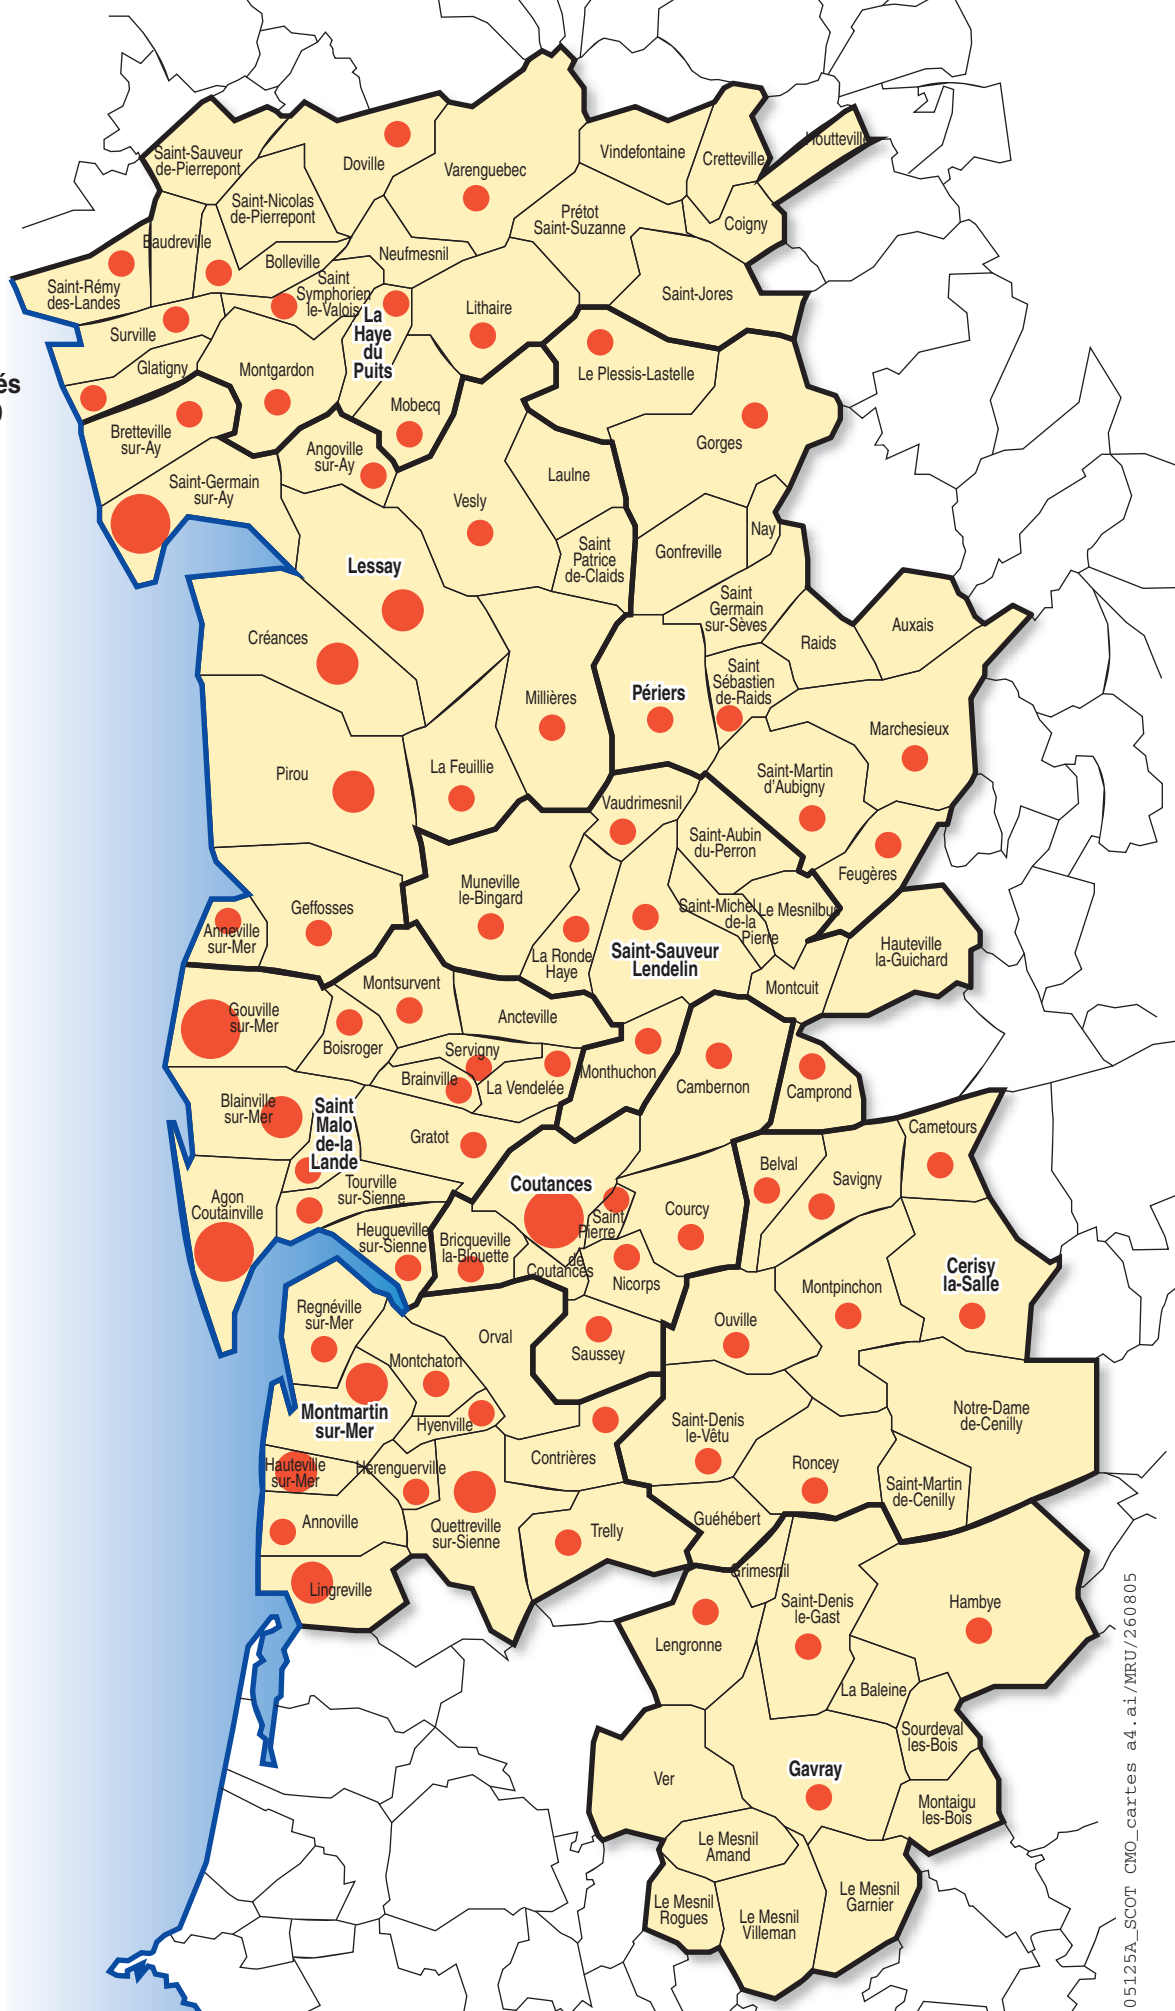 Houtteville
Saint-Sauveur
de-Pierrepont
Doville
Varenguebec
Vindefontaine
Cretteville
Saint-Nicolas
de-Pierrepont
Prétot
Saint-Suzanne
Coigny
Baudreville
Bolleville
Neufmesnil
Saint-Rémy
des-Landes
Saint
Symphorien
le-Valois
Saint-Jores
Lithaire
La
Haye
du
Puits
Surville
Glatigny
Montgardon
Le Plessis-Lastelle
és
)
Mobecq
Bretteville
sur-Ay
Angoville
sur-Ay
Gorges
Saint-Germain
sur-Ay
Laulne
Vesly
Nay
Gonfreville
Saint
Patrice
de-Claids
Lessay
Saint
Germain
sur-Sèves
Créances
Raids
Auxais
Saint
Sébastien
de-Raids
Périers
Millières
Marchesieux
Pirou
La Feuillie
Saint-Martin
d'Aubigny
Vaudrimesnil
Saint-Aubin
du-Perron
Feugères
Muneville
le-Bingard
Geffosses
Saint-Michel
de-la
Pierre
Le Mesnilbus
Anneville
sur-Mer
La Ronde
Haye
Saint-Sauveur
Lendelin
Hauteville
la-Guichard
Montsurvent
Montcuit
Gouville
sur-Mer
Ancteville
Boisroger
Servigny
Brainville
La Vendelée
Monthuchon
Cambernon
Camprond
Blainville
sur-Mer
Saint
Malo
de-la
Lande
Gratot
Cametours
Belval
Savigny
Tourville
sur-Sienne
Coutances
Agon
Coutainville
Saint
Pierre
de
Coutances
Courcy
Heugueville
sur-Sienne
Bricqueville
la-Blouette
Nicorps
Cerisy
la-Salle
Montpinchon
Regnéville
sur-Mer
Orval
Ouville
Saussey
Montchaton
Montmartin
sur-Mer
Hyenville
Notre-Dame
de-Cenilly
Saint-Denis
le-Vêtu
Contrières
Hauteville
sur-Mer
Hérenguerville
Roncey
Saint-Martin
de-Cenilly
Annoville
Quettreville
sur-Sienne
Trelly
Guéhébert
Lingreville
Grimesnil
Saint-Denis
le-Gast
Hambye
Lengronne
La Baleine
Sourdeval
les-Bois
Gavray
Ver
Montaigu
les-Bois
Le Mesnil
Amand
Le Mesnil
Rogues
Le Mesnil
Villeman
Le Mesnil
Garnier
05125A_SCOT CMO_cartes a4.ai/MRU/260805